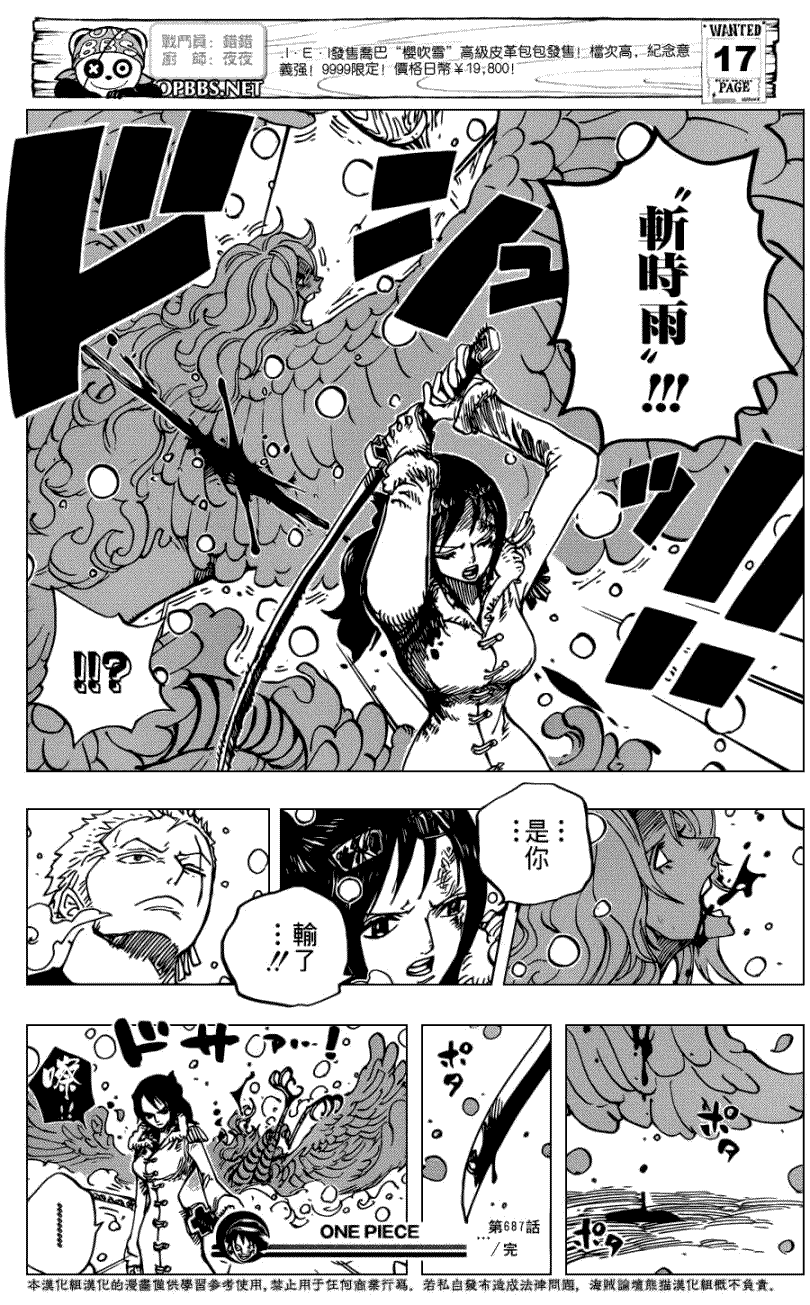 戰鬥員：錯錯
廚　師：夜夜
OPBBS.NET
.I．E．I發售喬巴“櫻吹雪”高級皮革包包發售！檔次高，紀念意
義强！9999限定！價格日幣￥19,800！
WANTED
17
PAGE
ドシュ
“斬時雨”!!!
!!?
…是你…
…輸了…!!
ポタ
ポタ
ポタ
ドサァ…!
嚓!!
…………
ONE PIECE
第687話
…/完
本漢化組漢化的漫畫僅供學習參考使用，禁止用于任何商業行爲。若私自發布造成法律問題，海賊論壇熊猫漢化組概不負責。